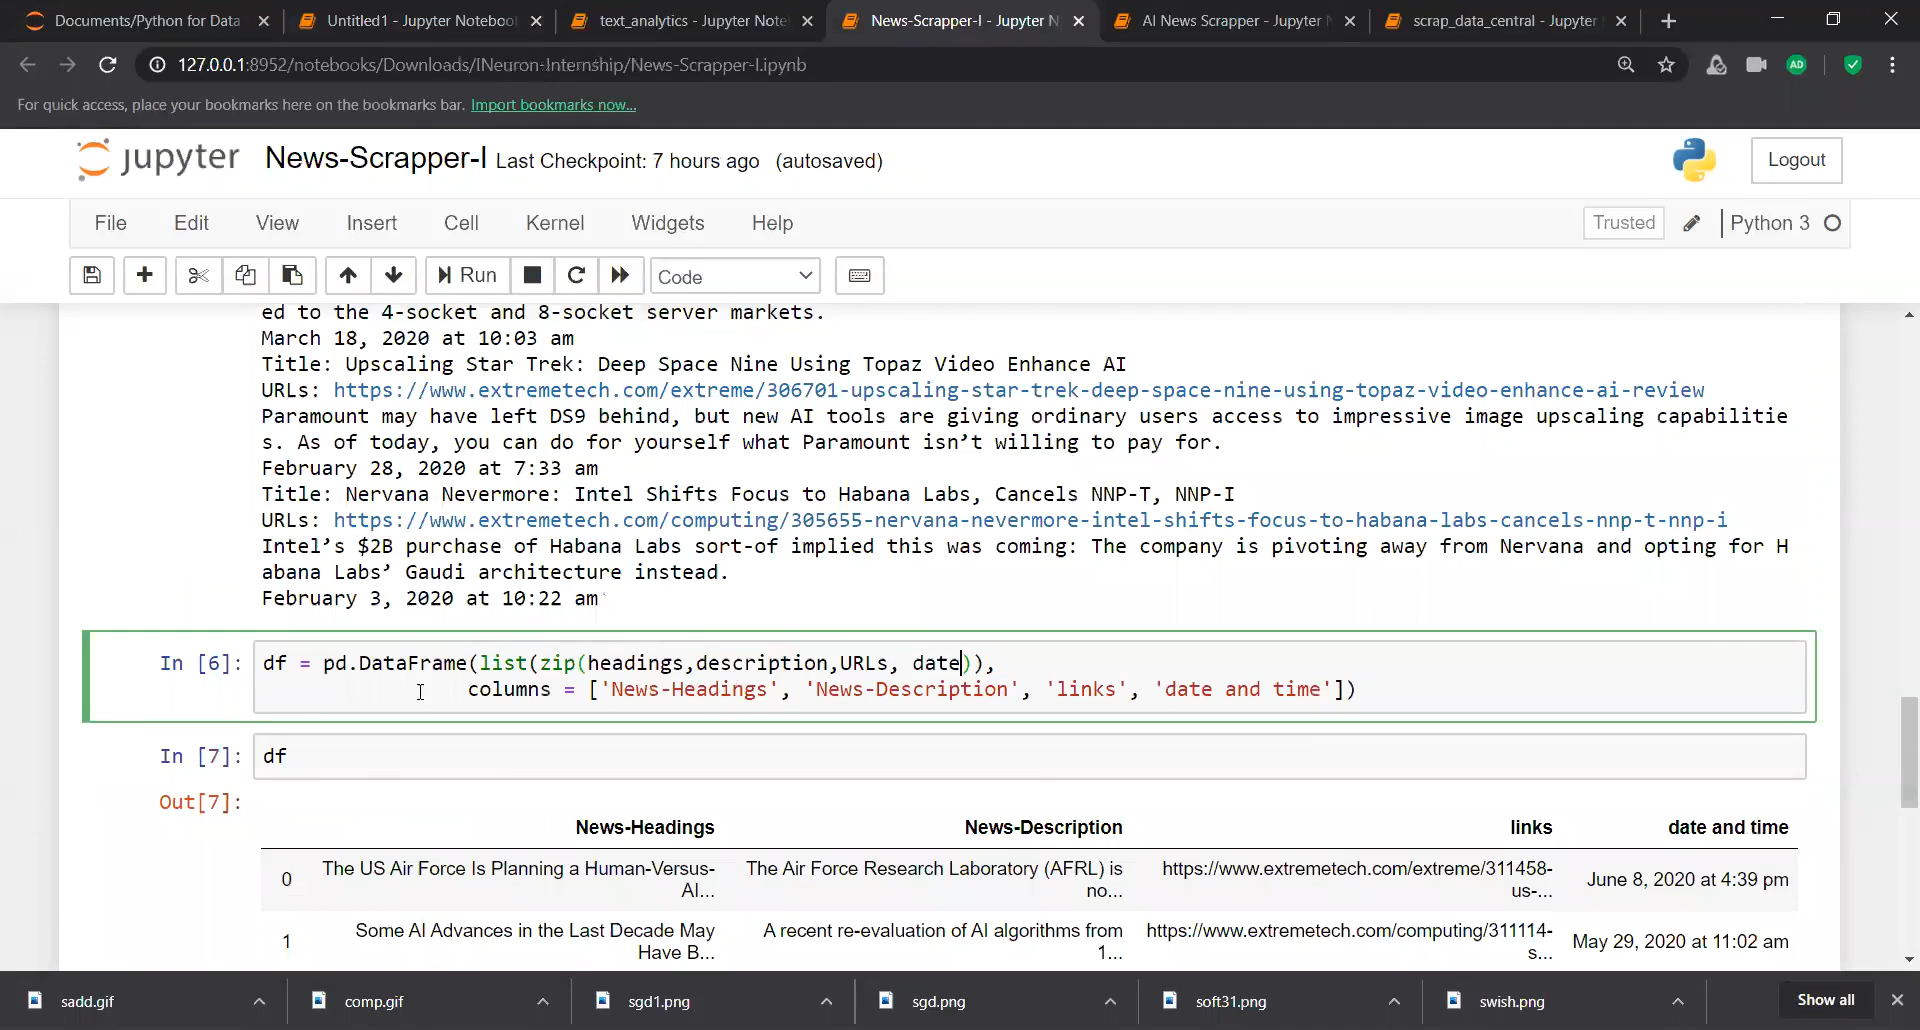 Documents/Python for Data
Untitled1 - Jupyter Noteboo
text_analytics - Jupyter Note
News-Scrapper-I - Jupyter N
AI News Scrapper - Jupyter
scrap_data_central - Jupyter
127.0.0.1:8952/notebooks/Downloads/INeuron-Internship/News-Scrapper-I.ipynb
AD
For quick access, place your bookmarks here on the bookmarks bar. Import bookmarks now...
jupyter News-Scrapper-I Last Checkpoint: 7 hours ago (autosaved)
Logout
File Edit View Insert Cell Kernel Widgets Help
Trusted Python 3
Run Code
ed to the 4-socket and 8-socket server markets.
March 18, 2020 at 10:03 am
Title: Upscaling Star Trek: Deep Space Nine Using Topaz Video Enhance AI
URLs: https://www.extremetech.com/extreme/306701-upscaling-star-trek-deep-space-nine-using-topaz-video-enhance-ai-review
Paramount may have left DS9 behind, but new AI tools are giving ordinary users access to impressive image upscaling capabilitie
s. As of today, you can do for yourself what Paramount isn’t willing to pay for.
February 28, 2020 at 7:33 am
Title: Nervana Nevermore: Intel Shifts Focus to Habana Labs, Cancels NNP-T, NNP-I
URLs: https://www.extremetech.com/computing/305655-nervana-nevermore-intel-shifts-focus-to-habana-labs-cancels-nnp-t-nnp-i
Intel’s $2B purchase of Habana Labs sort-of implied this was coming: The company is pivoting away from Nervana and opting for H
abana Labs’ Gaudi architecture instead.
February 3, 2020 at 10:22 am
In [6]: df = pd.DataFrame(list(zip(headings,description,URLs, date)),
columns = ['News-Headings', 'News-Description', 'links', 'date and time'])
In [7]: df
Out[7]:
News-Headings News-Description links date and time
0 The US Air Force Is Planning a Human-Versus-AI... The Air Force Research Laboratory (AFRL) is no... https://www.extremetech.com/extreme/311458-us-... June 8, 2020 at 4:39 pm
1 Some AI Advances in the Last Decade May Have B... A recent re-evaluation of AI algorithms from 1... https://www.extremetech.com/computing/311114-s... May 29, 2020 at 11:02 am
sadd.gif
comp.gif
sgd1.png
sgd.png
soft31.png
swish.png
Show all